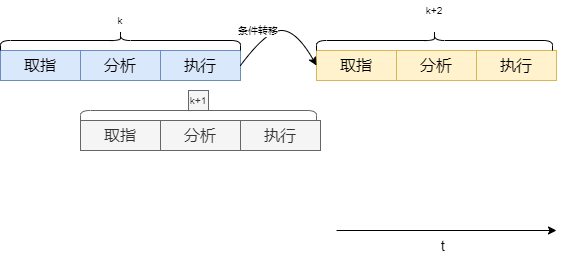 k
k+2
条件转移
取指 分析 执行
取指 分析 执行
k+1
取指 分析 执行
t